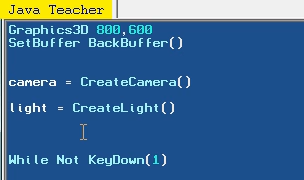 Java Teacher
Graphics3D 800,600
SetBuffer BackBuffer()
camera = CreateCamera()
light = CreateLight()
While Not KeyDown(1)